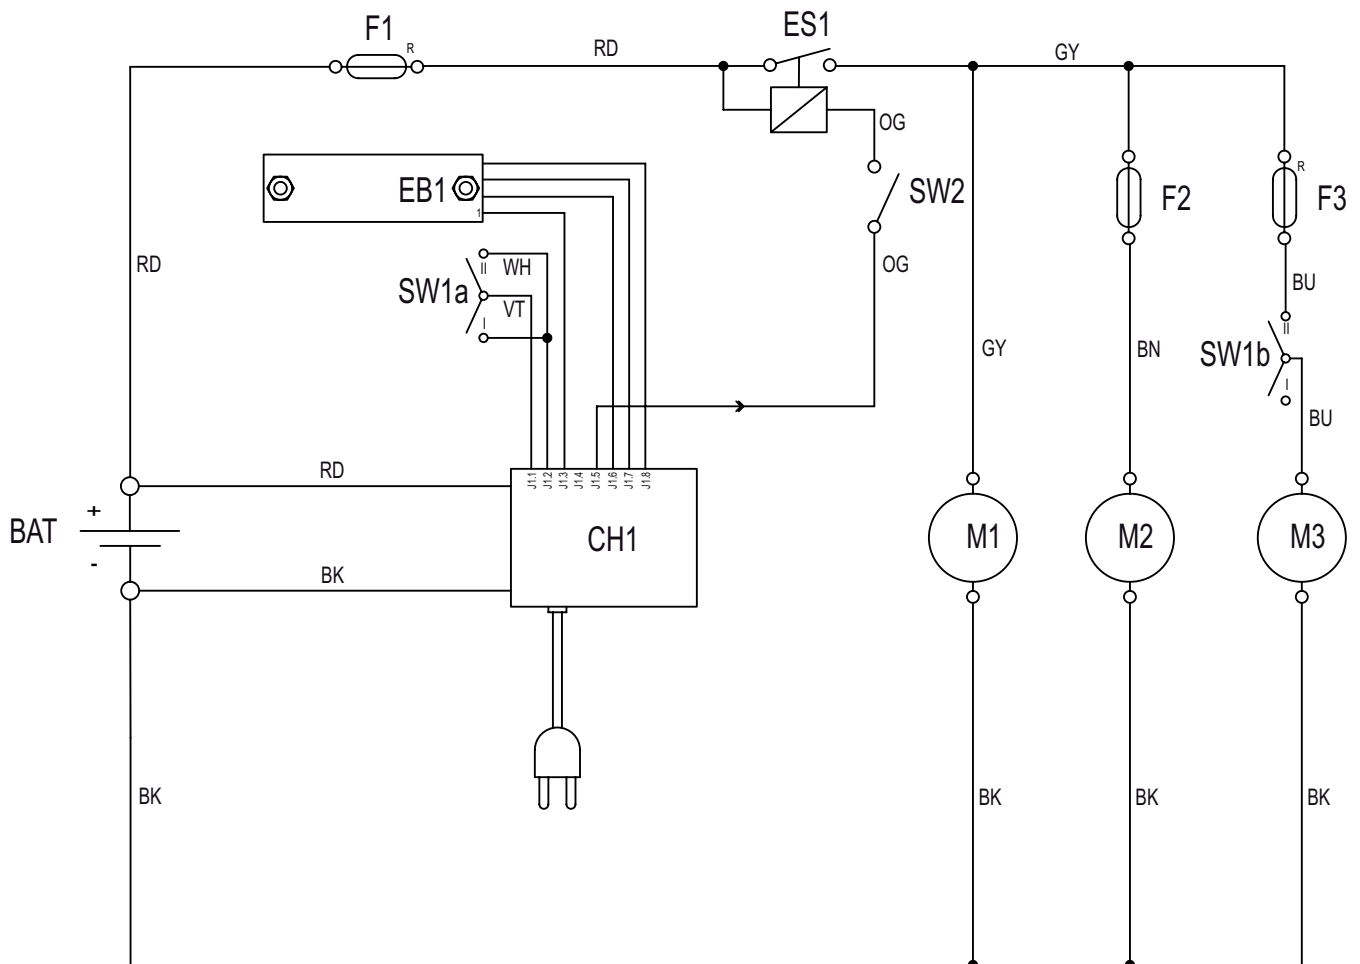 F1
R
RD
ES1
GY
OG
EB1
1
SW2
F2
R
F3
RD
II
WH
SW1a
VT
I
OG
BU
II
GY
BN
SW1b
I
BU
RD
J1.1
J1.2
J1.3
J1.4
J1.5
J1.6
J1.7
J1.8
+
BAT
-
CH1
M1
M2
M3
BK
BK
BK
BK
BK